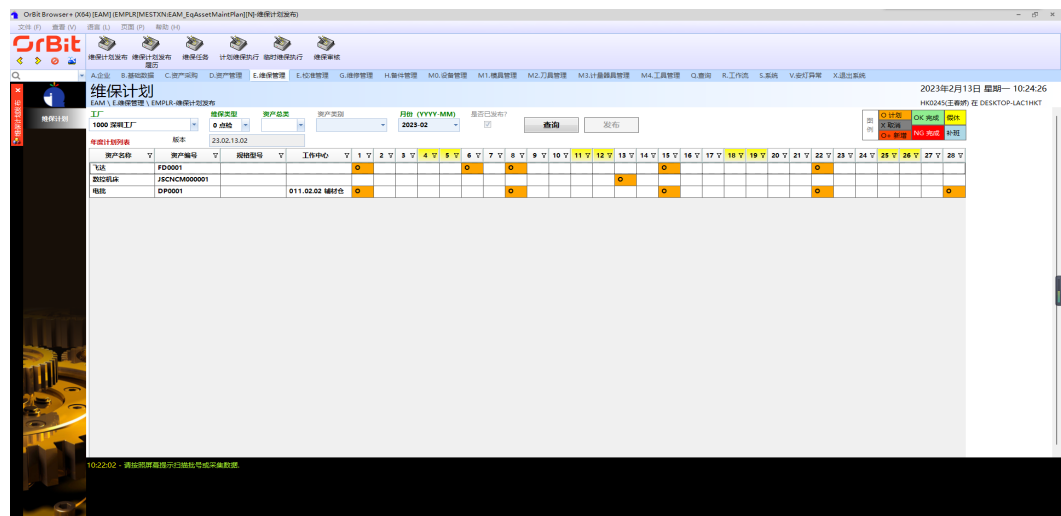 OrBit Browser+ (X64) [EAM] (EMPLR[MESTXN:EAM_EqAssetMaintPlan][N]-维保计划发布)
文件 (F) 查看 (V) 语言 (L) 页面 (P) 帮助 (H)
OrBit
维保计划发布 维保计划发布履历 维保任务 计划维保执行 临时维保执行 维保审核
A.企业 B.基础数据 C.资产采购 D.资产管理 E.维保管理 E.校准管理 G.维修管理 H.备件管理 M0.设备管理 M1.模具管理 M2.刀具管理 M3.计量器具管理 M4.工具管理 Q.查询 R.工作流 S.系统 V.安灯异常 X.退出系统
维保计划
2023年2月13日 星期一 10:24:26
EAM \ E.维保管理 \ EMPLR-维保计划发布
HK0245(王春娇) 在 DESKTOP-LAC1HKT
维保计划
维保计划发布
工厂 维保类型 资产总类 资产类别 月份 (YYYY-MM) 是否已发布?
1000 深圳工厂 0 点检 2023-02 查询 发布
图例 O 计划 X 取消 O+ 新增 OK 完成 NG 完成 假休 补班
年度计划列表 版本 23.02.13.02
资产名称 资产编号 规格型号 工作中心 1 2 3 4 5 6 7 8 9 10 11 12 13 14 15 16 17 18 19 20 21 22 23 24 25 26 27 28
飞达 FD0001 O O O O O
数控机床 JSCNCM000001 O
电批 DP0001 011.02.02 辅材仓 O O O O O
10:22:02 - 请按照屏幕提示扫描批号或采集数据.